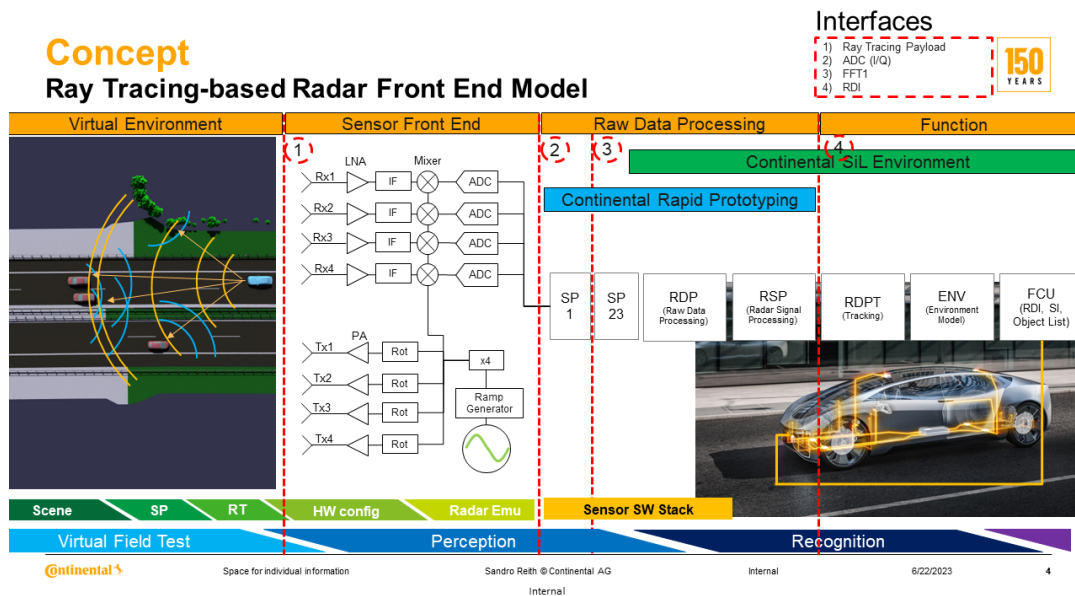 Concept
Ray Tracing-based Radar Front End Model
Interfaces
1) Ray Tracing Payload
2) ADC (I/Q)
3) FFT1
4) RDI
150
YEARS
Virtual Environment
Sensor Front End
Raw Data Processing
Function
1
2
3
4
Continental SiL Environment
Continental Rapid Prototyping
LNA
Mixer
Rx1
IF
ADC
Rx2
IF
ADC
Rx3
IF
ADC
Rx4
IF
ADC
SP
1
SP
23
RDP
(Raw Data
Processing)
RSP
(Radar Signal
Processing)
RDPT
(Tracking)
ENV
(Environment
Model)
FCU
(RDI, SI,
Object List)
PA
Tx1
Rot
Tx2
Rot
Tx3
Rot
Tx4
Rot
x4
Ramp
Generator
Scene
SP
RT
HW config
Radar Emu
Sensor SW Stack
Virtual Field Test
Perception
Recognition
Continental
Space for individual information
Sandro Reith © Continental AG
Internal
6/22/2023
4
Internal